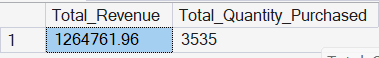 Total_Revenue Total_Quantity_Purchased
1 1264761.96 3535